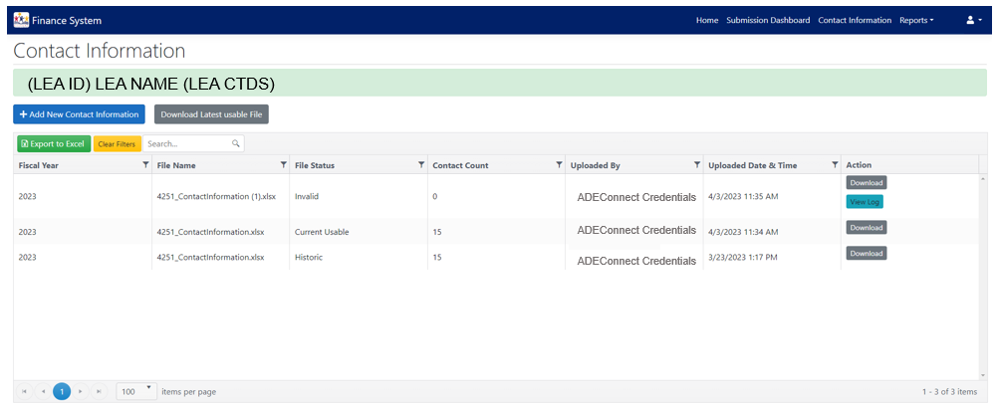 Finance System Home Submission Dashboard Contact Information Reports
Contact Information
(LEA ID) LEA NAME (LEA CTDS)
+ Add New Contact Information Download Latest usable File
Export to Excel Clear Filters Search...
Fiscal Year File Name File Status Contact Count Uploaded By Uploaded Date & Time Action
2023 4251_ContactInformation (1).xlsx Invalid 0 ADEConnect Credentials 4/3/2023 11:35 AM Download
View Log
2023 4251_ContactInformation.xlsx Current Usable 15 ADEConnect Credentials 4/3/2023 11:34 AM Download
2023 4251_ContactInformation.xlsx Historic 15 ADEConnect Credentials 3/23/2023 1:17 PM Download
1 100 items per page 1 - 3 of 3 items